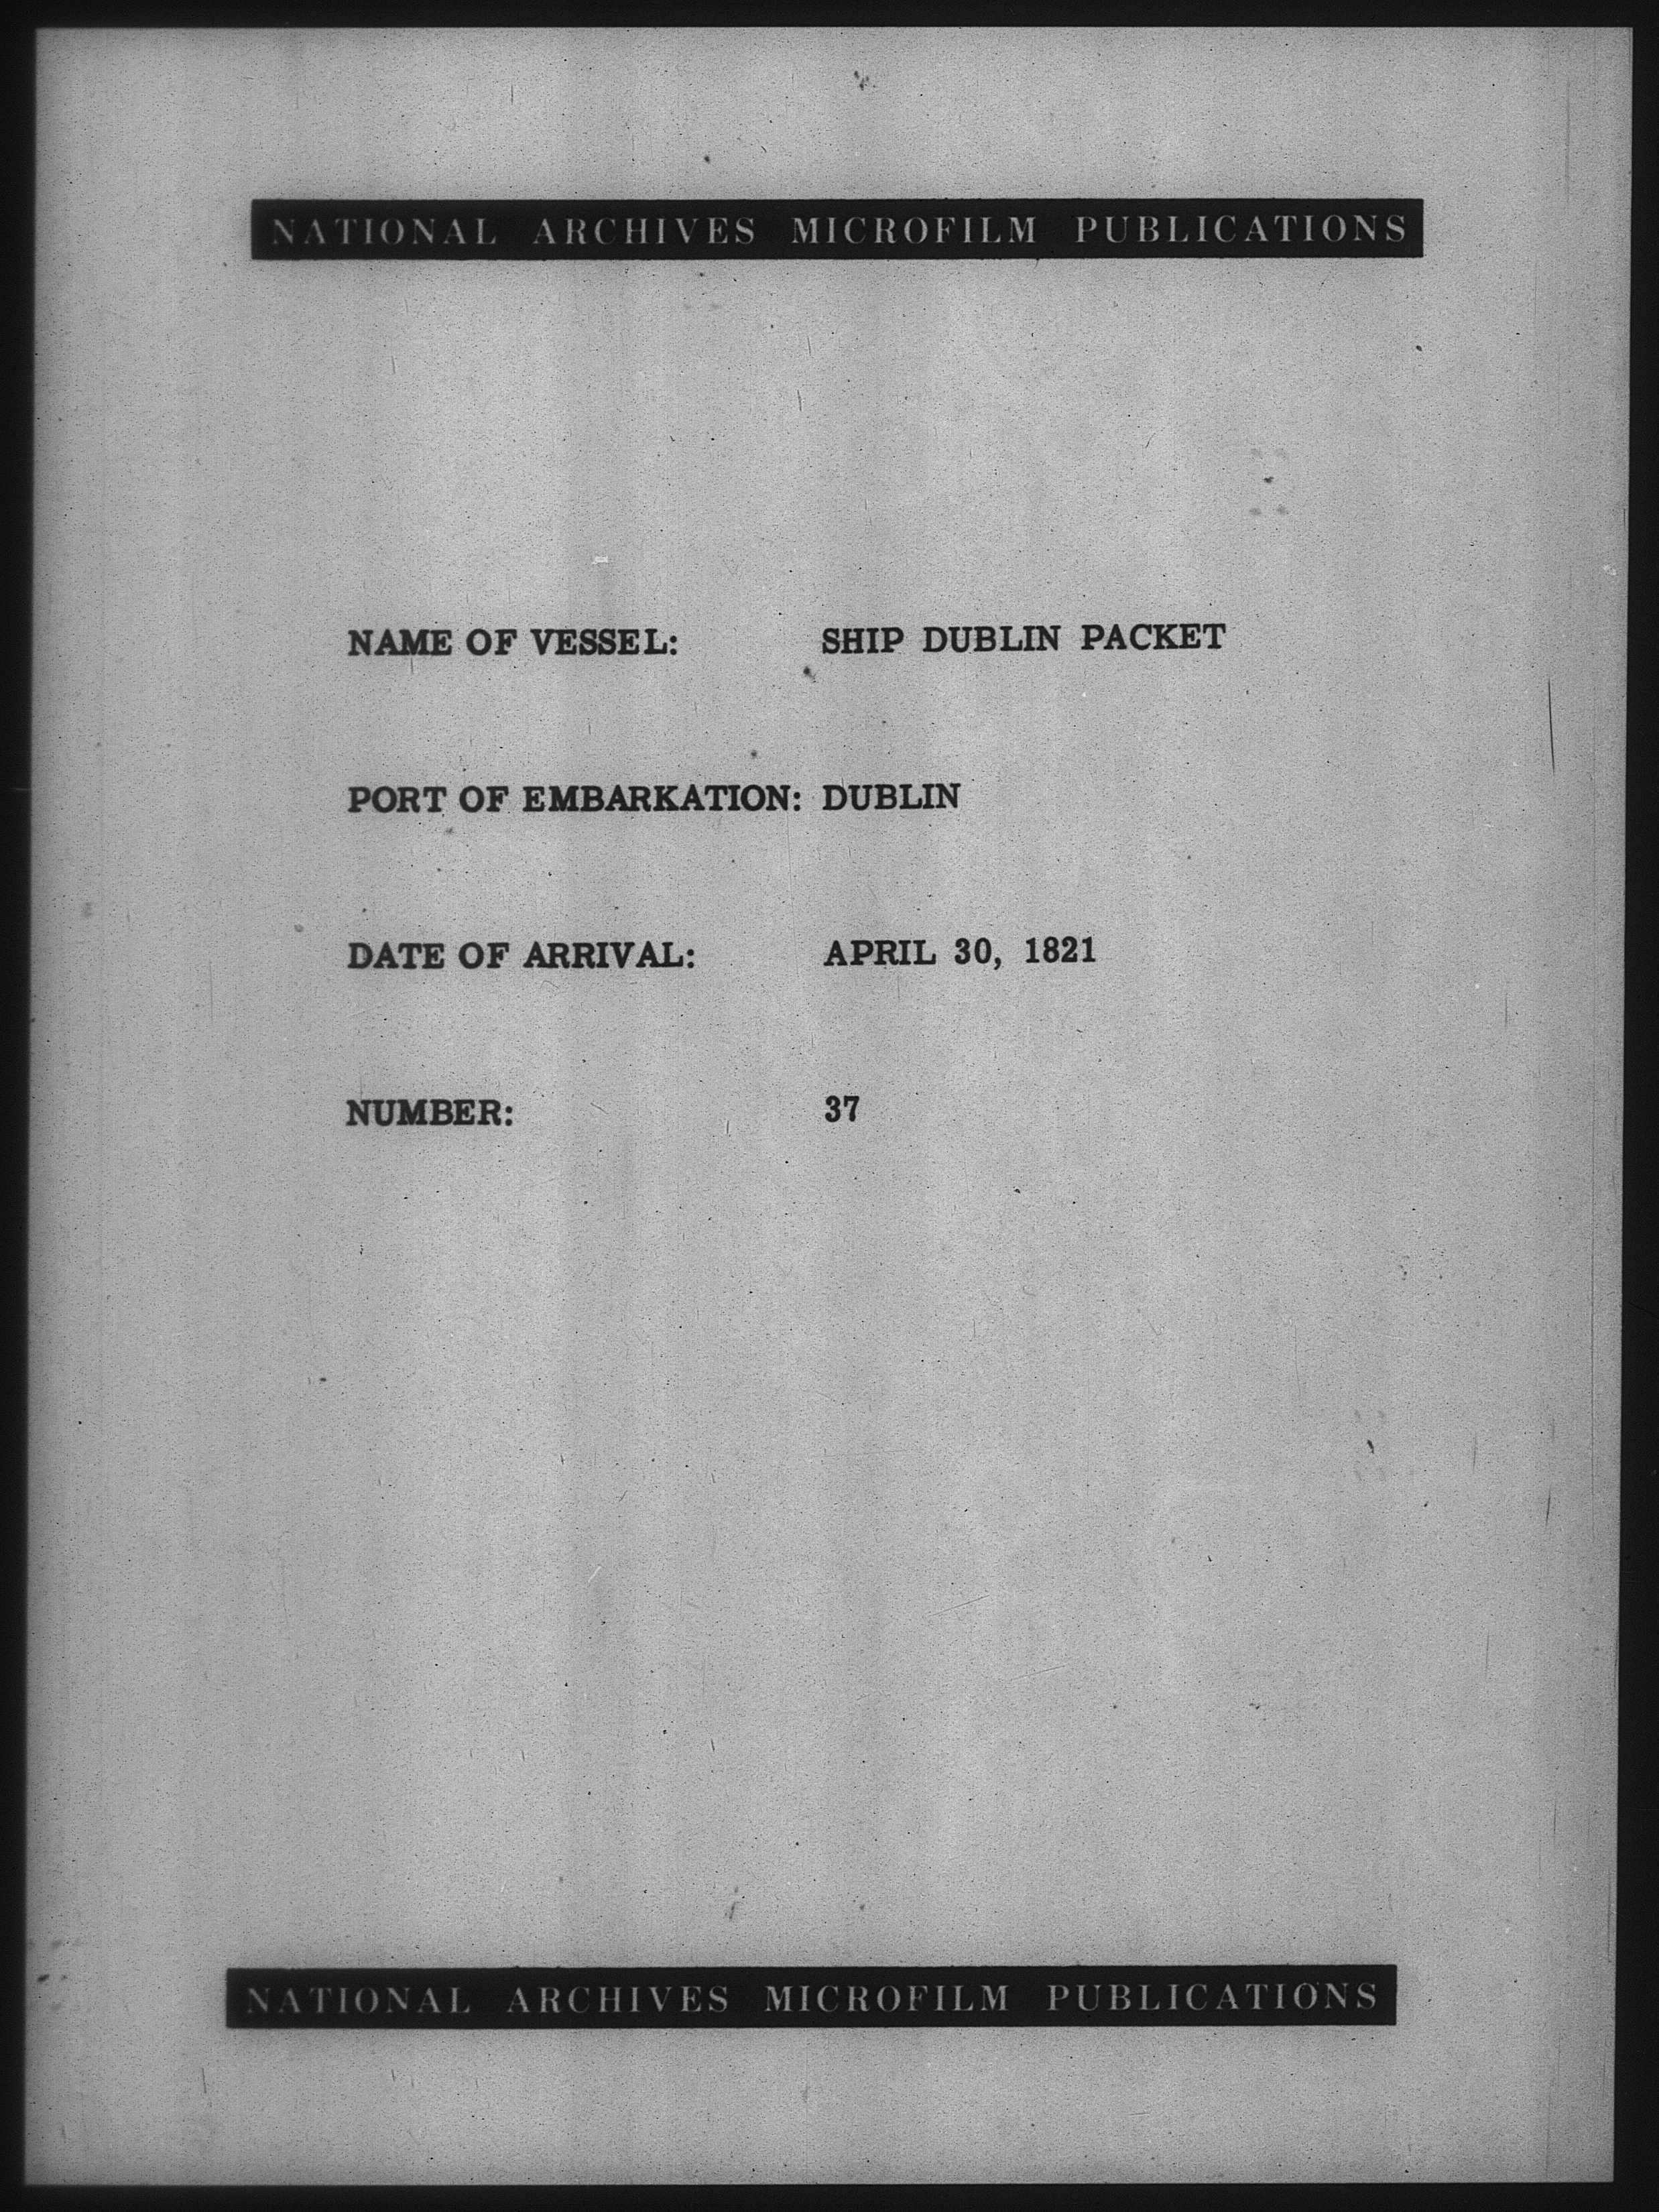 NATIONAL ARCHIVES MICROFILM PUBLICATIONS
NAME OF VESSEL: SHIP DUBLIN PACKET
PORT OF EMBARKATION: DUBLIN
DATE OF ARRIVAL: APRIL 30, 1821
NUMBER: 37
NATIONAL ARCHIVES MICROFILM PUBLICATIONS